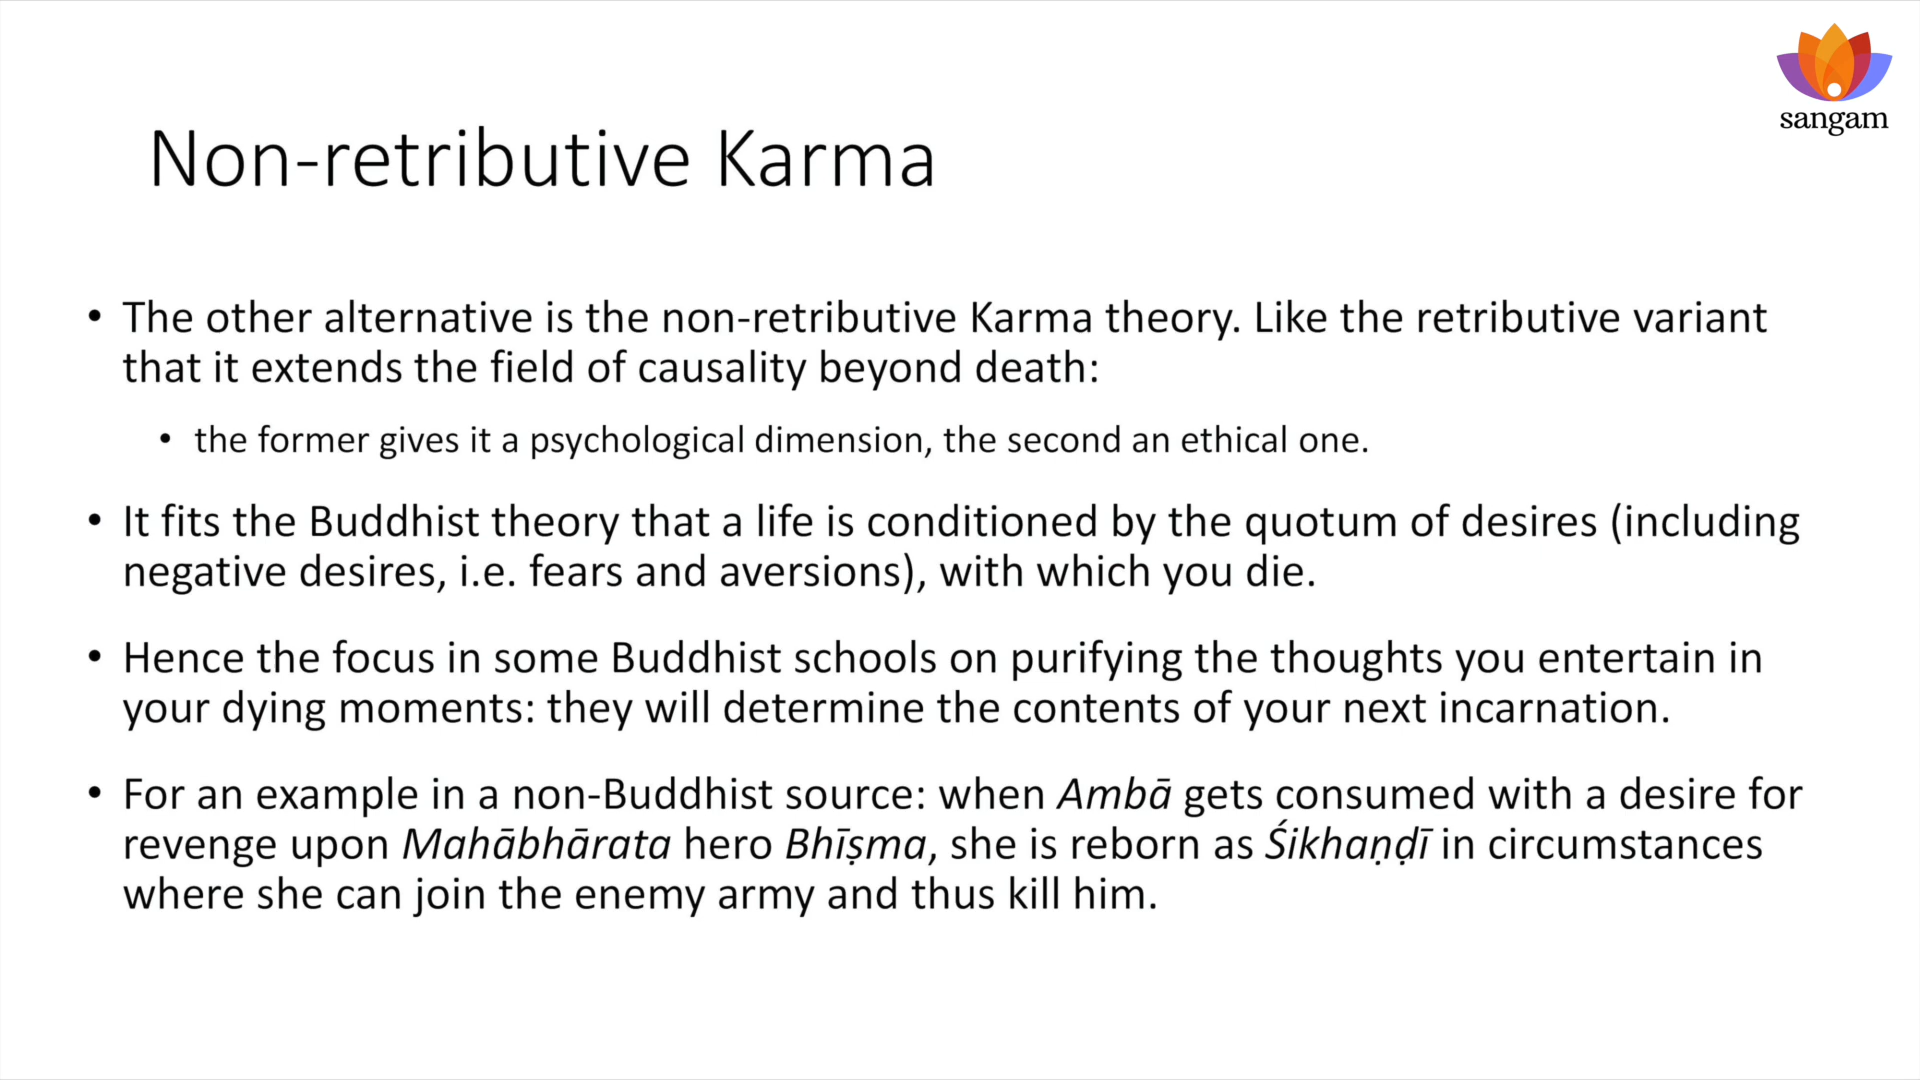 sangam
Non-retributive Karma
• The other alternative is the non-retributive Karma theory. Like the retributive variant
that it extends the field of causality beyond death:
• the former gives it a psychological dimension, the second an ethical one.
• It fits the Buddhist theory that a life is conditioned by the quotum of desires (including
negative desires, i.e. fears and aversions), with which you die.
• Hence the focus in some Buddhist schools on purifying the thoughts you entertain in
your dying moments: they will determine the contents of your next incarnation.
• For an example in a non-Buddhist source: when Ambā gets consumed with a desire for
revenge upon Mahābhārata hero Bhīṣma, she is reborn as Śikhaṇḍī in circumstances
where she can join the enemy army and thus kill him.